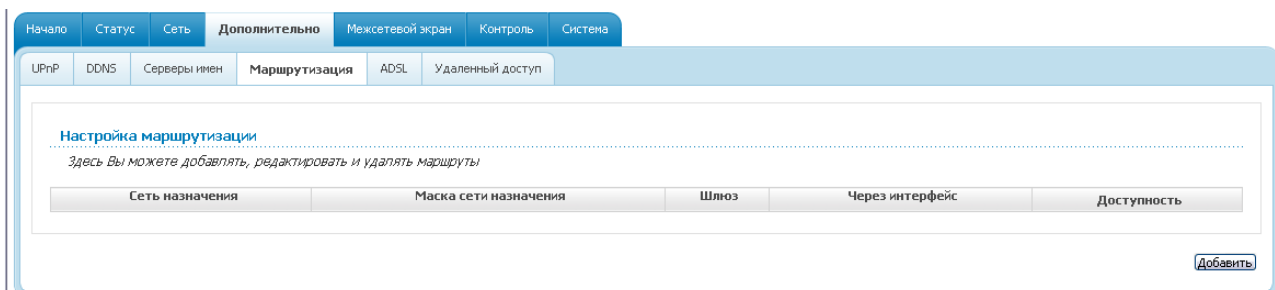 Начало Статус Сеть Дополнительно Межсетевой экран Контроль Система
UPnP DDNS Серверы имен Маршрутизация ADSL Удаленный доступ
Настройка маршрутизации
Здесь Вы можете добавлять, редактировать и удалять маршруты
Сеть назначения Маска сети назначения Шлюз Через интерфейс Доступность
Добавить